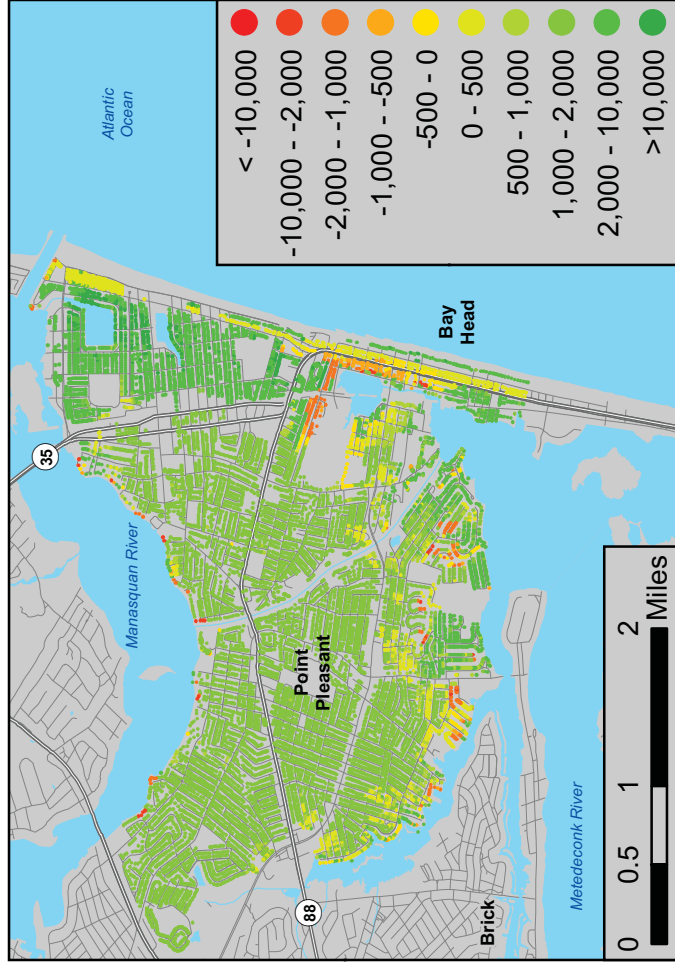 Atlantic
Ocean
35
Manasquan River
Point
Pleasant
Bay
Head
88
Brick
Metedeconk River
< -10,000
-10,000 - -2,000
-2,000 - -1,000
-1,000 - -500
-500 - 0
0 - 500
500 - 1,000
1,000 - 2,000
2,000 - 10,000
>10,000
0 0.5 1 2
Miles